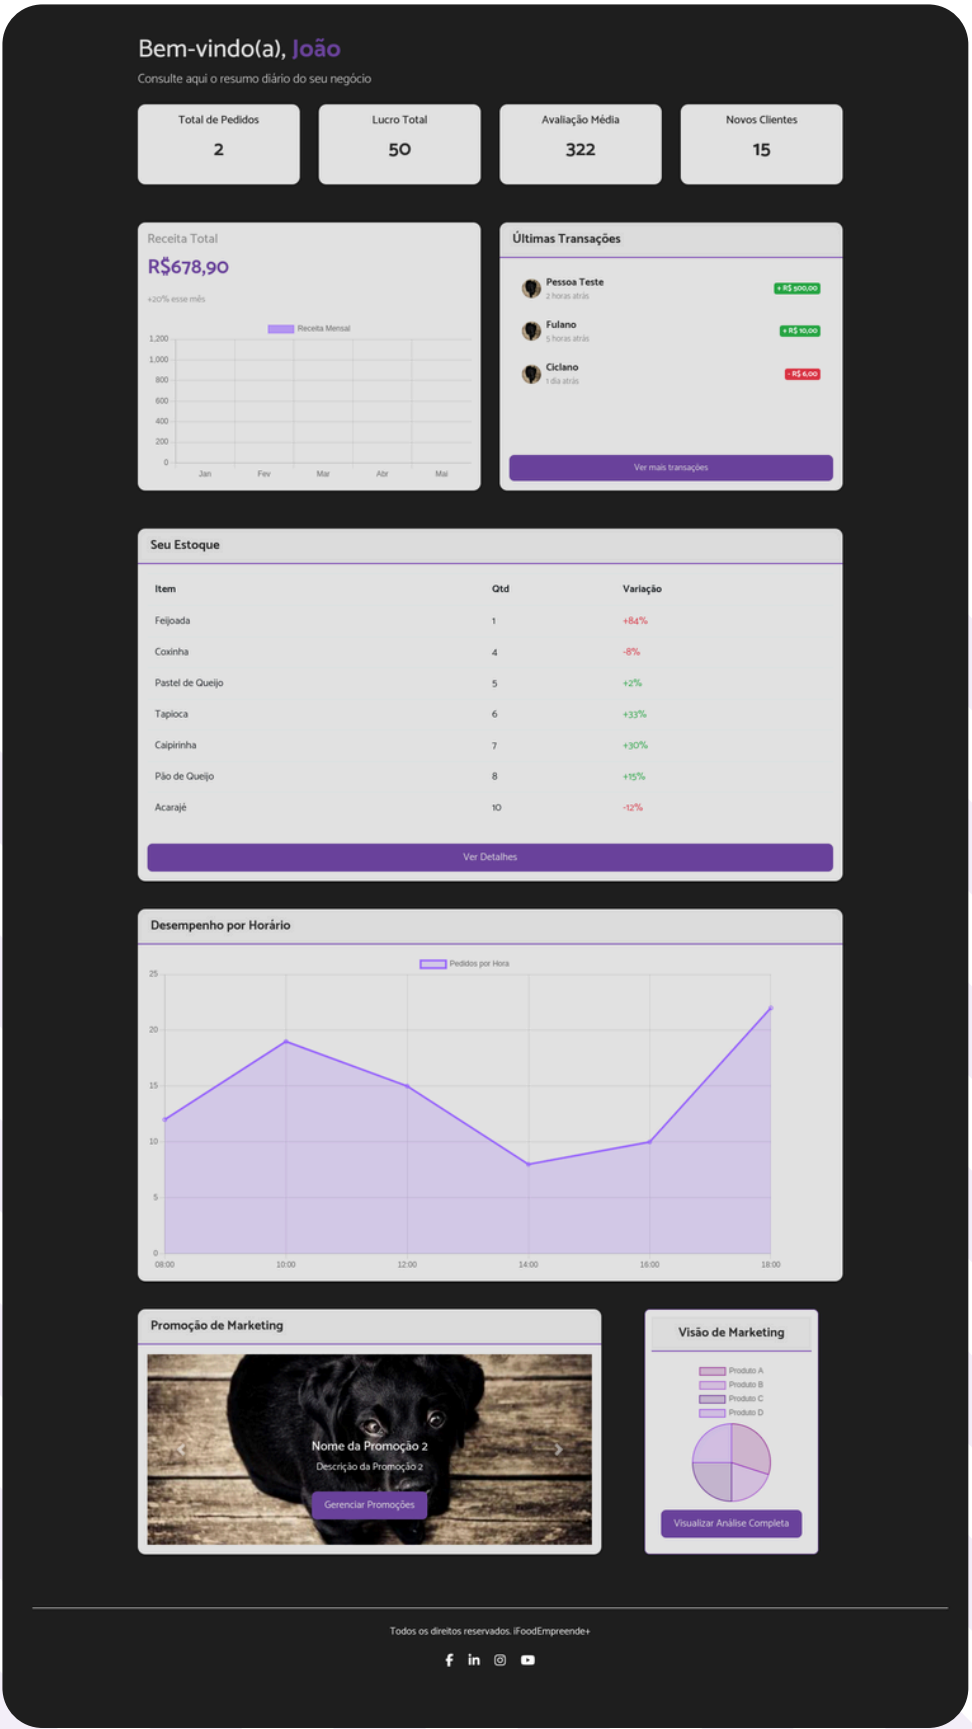 Bem-vindo(a), João
Consulte aqui o resumo diário do seu negócio
Total de Pedidos
2
Lucro Total
50
Avaliação Média
322
Novos Clientes
15
Receita Total
R$678,90
+20% esse mês
Receita Mensal
1,200
1,000
800
600
400
200
0
Jan Fev Mar Abr Mai
Últimas Transações
Pessoa Teste
2 horas atrás
+ R$ 500,00
Fulano
5 horas atrás
+ R$ 10,00
Ciclano
1 dia atrás
- R$ 6,00
Ver mais transações
Seu Estoque
Item Qtd Variação
Feijoada 1 +84%
Coxinha 4 -8%
Pastel de Queijo 5 +2%
Tapioca 6 +33%
Caipirinha 7 +30%
Pão de Queijo 8 +15%
Acarajé 10 -12%
Ver Detalhes
Desempenho por Horário
Pedidos por Hora
25
20
15
10
5
0
08:00 10:00 12:00 14:00 16:00 18:00
Promoção de Marketing
Nome da Promoção 2
Descrição da Promoção 2
Gerenciar Promoções
Visão de Marketing
Produto A
Produto B
Produto C
Produto D
Visualizar Análise Completa
Todos os direitos reservados. iFoodEmpreende+